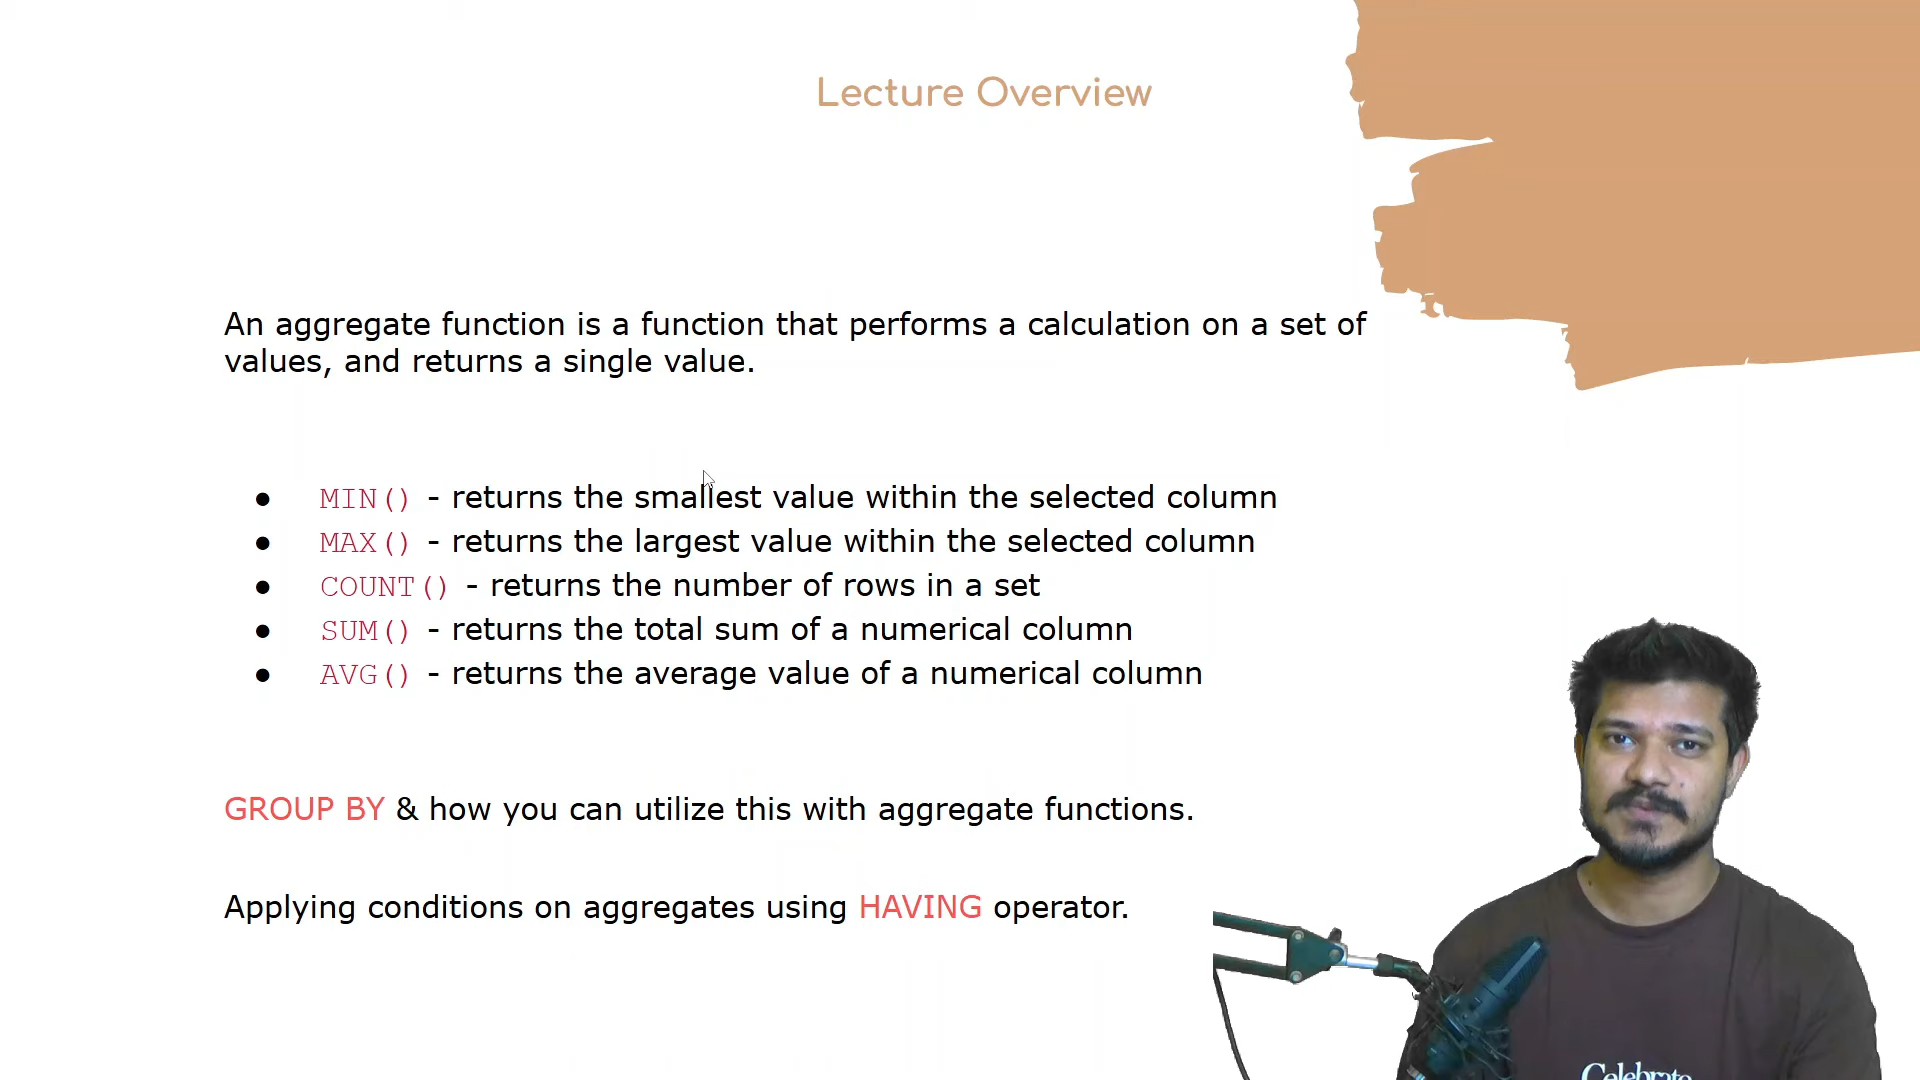 Lecture Overview
An aggregate function is a function that performs a calculation on a set of
values, and returns a single value.
● MIN() - returns the smallest value within the selected column
● MAX() - returns the largest value within the selected column
● COUNT() - returns the number of rows in a set
● SUM() - returns the total sum of a numerical column
● AVG() - returns the average value of a numerical column
GROUP BY & how you can utilize this with aggregate functions.
Applying conditions on aggregates using HAVING operator.
Celebrate